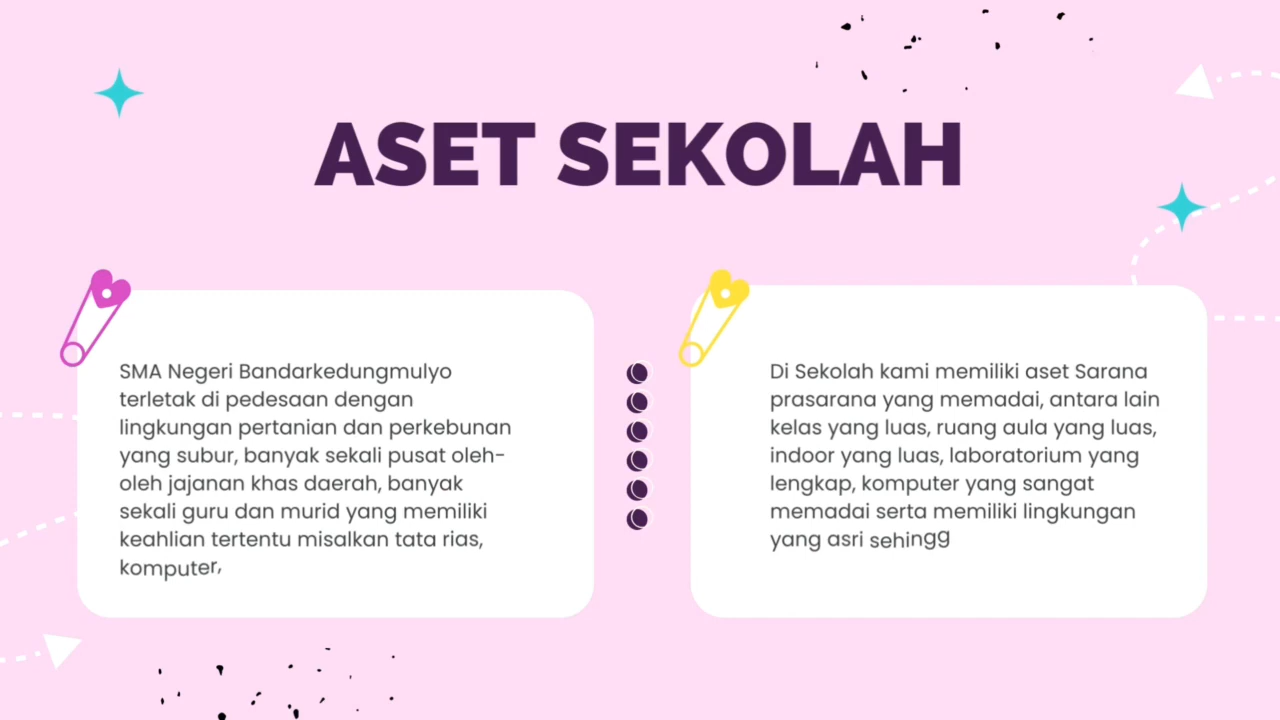 ASET SEKOLAH
SMA Negeri Bandarkedungmulyo
terletak di pedesaan dengan
lingkungan pertanian dan perkebunan
yang subur, banyak sekali pusat oleh-
oleh jajanan khas daerah, banyak
sekali guru dan murid yang memiliki
keahlian tertentu misalkan tata rias,
komputer,
Di Sekolah kami memiliki aset Sarana
prasarana yang memadai, antara lain
kelas yang luas, ruang aula yang luas,
indoor yang luas, laboratorium yang
lengkap, komputer yang sangat
memadai serta memiliki lingkungan
yang asri sehingg